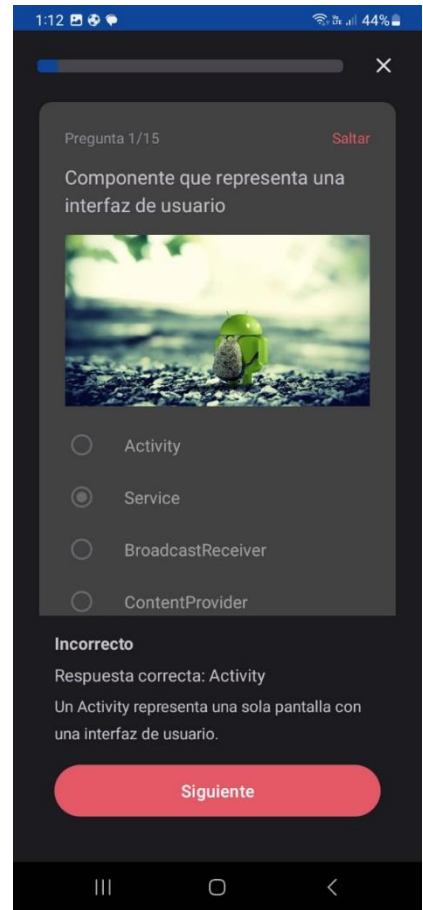 1:12 44%
Pregunta 1/15 Saltar
Componente que representa una
interfaz de usuario
Activity
Service
BroadcastReceiver
ContentProvider
Incorrecto
Respuesta correcta: Activity
Un Activity representa una sola pantalla con
una interfaz de usuario.
Siguiente